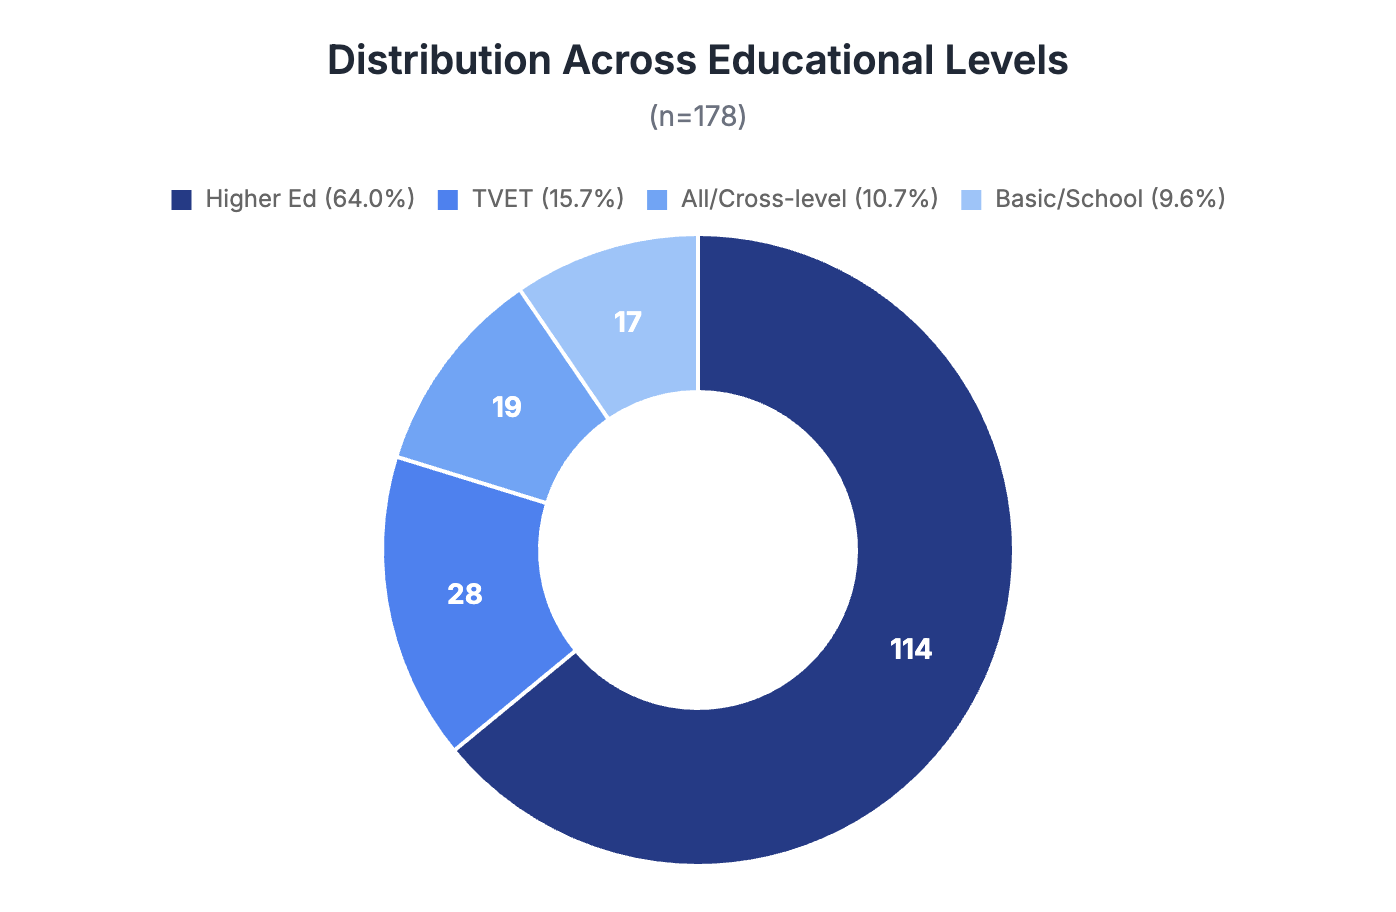 Distribution Across Educational Levels
(n=178)
Higher Ed (64.0%) TVET (15.7%) All/Cross-level (10.7%) Basic/School (9.6%)
17
19
28
114